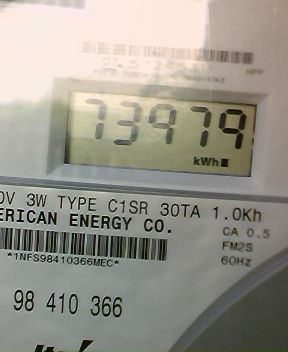 73979
kWh
0V 3W TYPE C1SR 30TA 1.0Kh
ERICAN ENERGY CO.
CA 0.5
FM2S
*1NFS98410366MEC*
60Hz
98 410 366